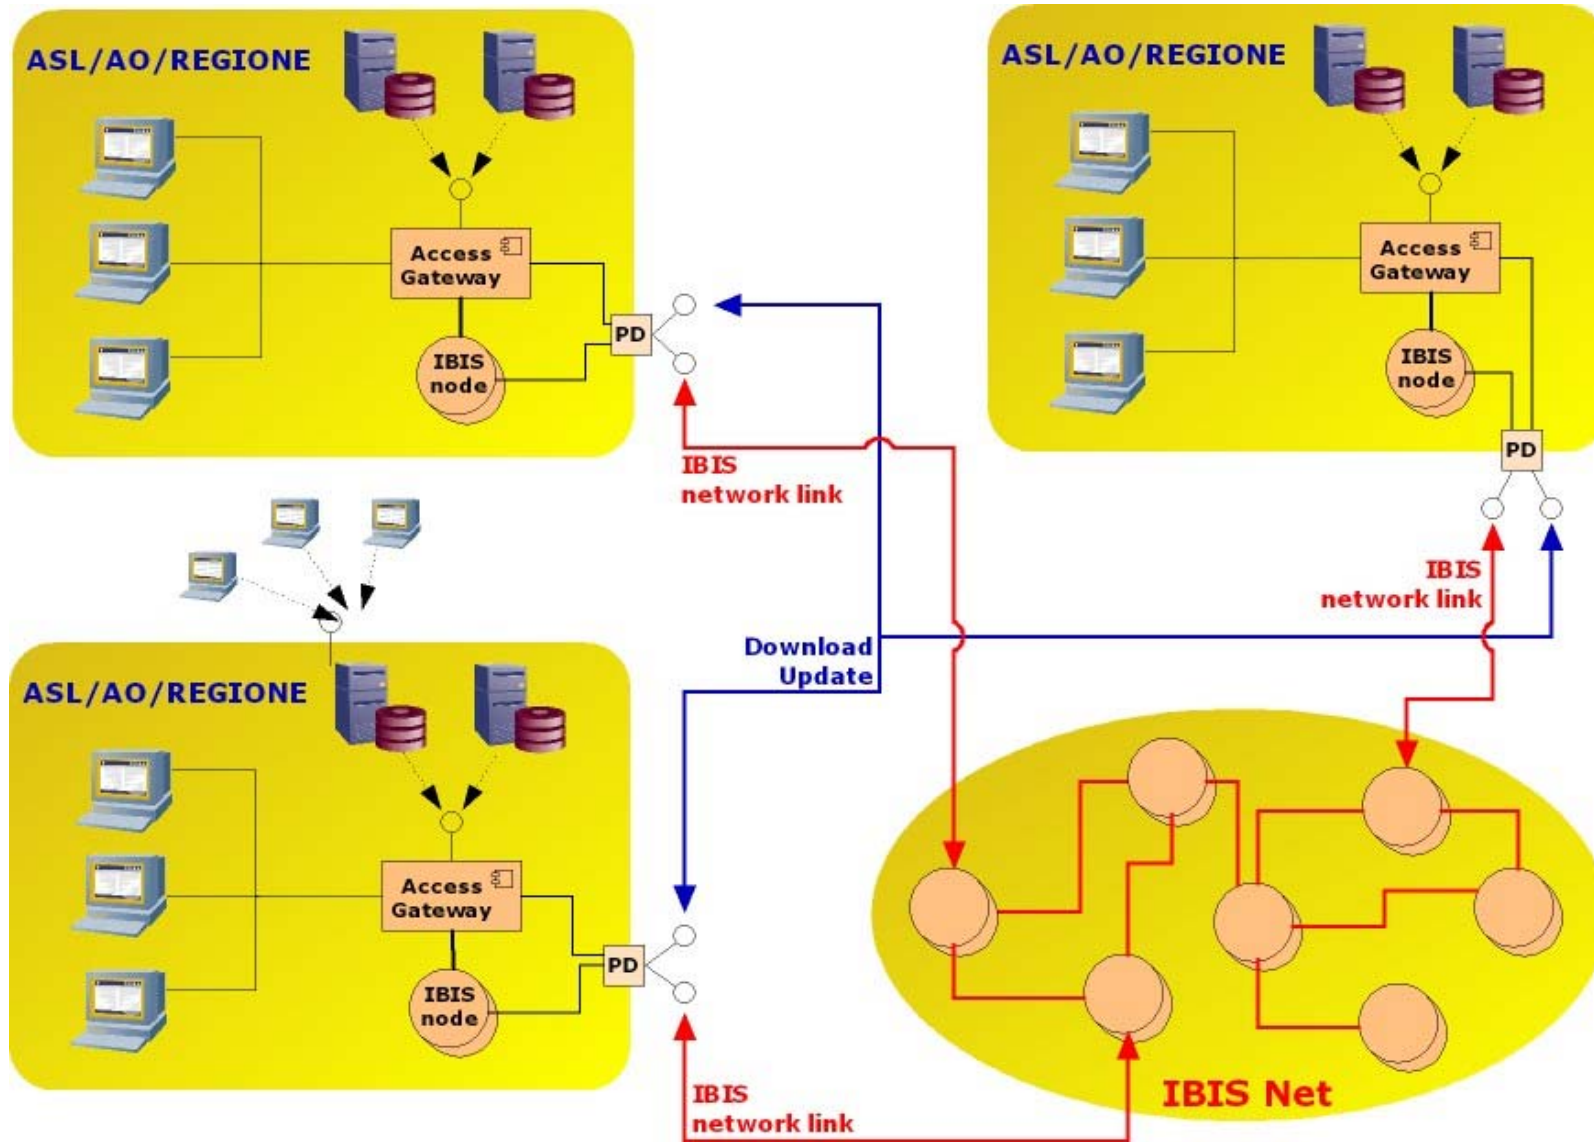 ASL/AO/REGIONE
Access
Gateway
PD
IBIS
node
IBIS
network link
ASL/AO/REGIONE
Access
Gateway
IBIS
node
PD
IBIS
network link
Download
Update
ASL/AO/REGIONE
Access
Gateway
PD
IBIS
node
IBIS
network link
IBIS Net